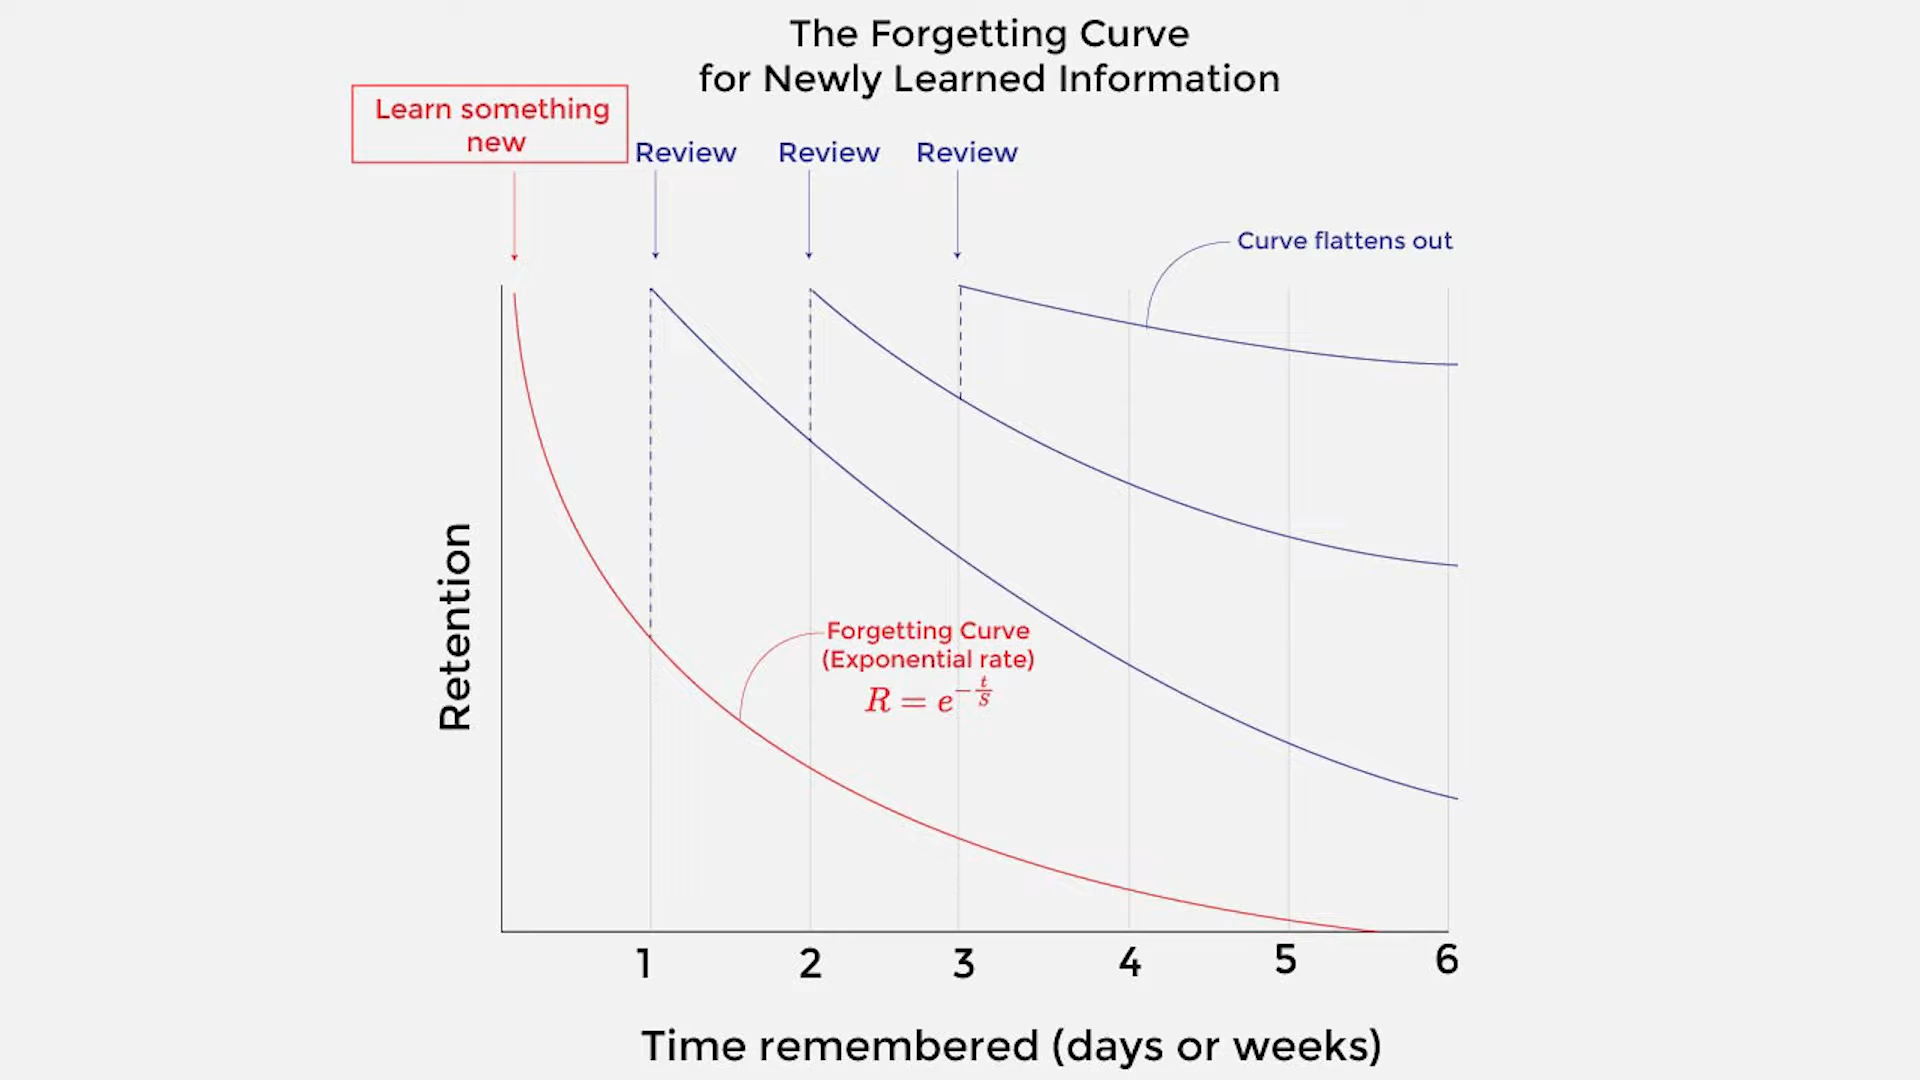 The Forgetting Curve
for Newly Learned Information
Learn something
new
Review
Review
Review
Curve flattens out
Retention
Forgetting Curve
(Exponential rate)
R = e^{-\frac{t}{S}}
1
2
3
4
5
6
Time remembered (days or weeks)